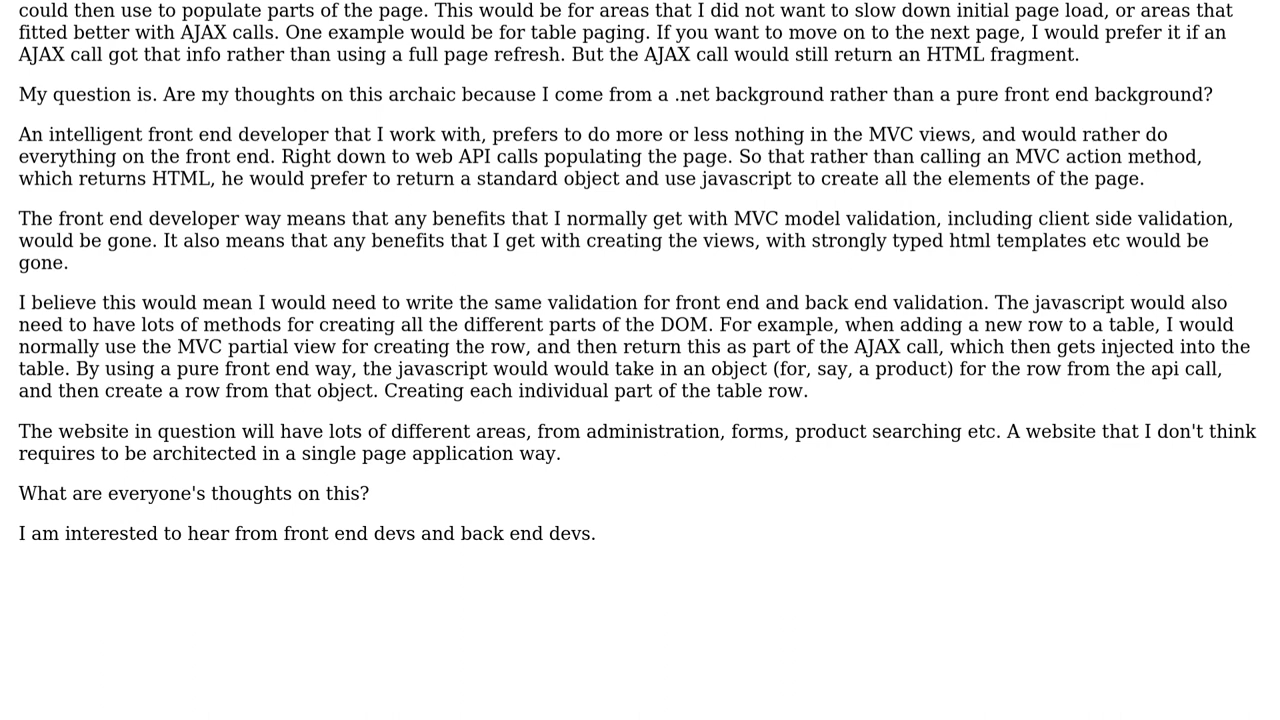 could then use to populate parts of the page. This would be for areas that I did not want to slow down initial page load, or areas that
fitted better with AJAX calls. One example would be for table paging. If you want to move on to the next page, I would prefer it if an
AJAX call got that info rather than using a full page refresh. But the AJAX call would still return an HTML fragment.
My question is. Are my thoughts on this archaic because I come from a .net background rather than a pure front end background?
An intelligent front end developer that I work with, prefers to do more or less nothing in the MVC views, and would rather do
everything on the front end. Right down to web API calls populating the page. So that rather than calling an MVC action method,
which returns HTML, he would prefer to return a standard object and use javascript to create all the elements of the page.
The front end developer way means that any benefits that I normally get with MVC model validation, including client side validation,
would be gone. It also means that any benefits that I get with creating the views, with strongly typed html templates etc would be
gone.
I believe this would mean I would need to write the same validation for front end and back end validation. The javascript would also
need to have lots of methods for creating all the different parts of the DOM. For example, when adding a new row to a table, I would
normally use the MVC partial view for creating the row, and then return this as part of the AJAX call, which then gets injected into the
table. By using a pure front end way, the javascript would would take in an object (for, say, a product) for the row from the api call,
and then create a row from that object. Creating each individual part of the table row.
The website in question will have lots of different areas, from administration, forms, product searching etc. A website that I don't think
requires to be architected in a single page application way.
What are everyone's thoughts on this?
I am interested to hear from front end devs and back end devs.